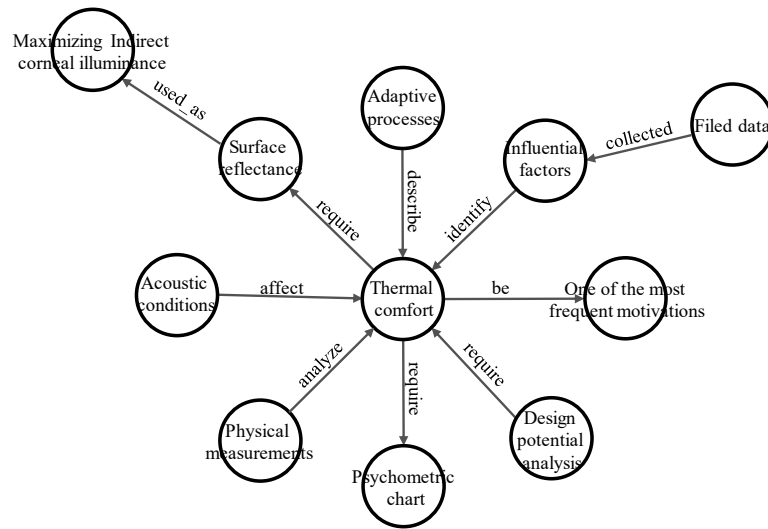 Maximizing Indirect
corneal illuminance
used_as
Surface
reflectance
Adaptive
processes
Influential
factors
collected
Filed data
require
describe
identify
Acoustic
conditions
affect
Thermal
comfort
be
One of the most
frequent motivations
analyze
require
require
Physical
measurements
Psychometric
chart
Design
potential
analysis